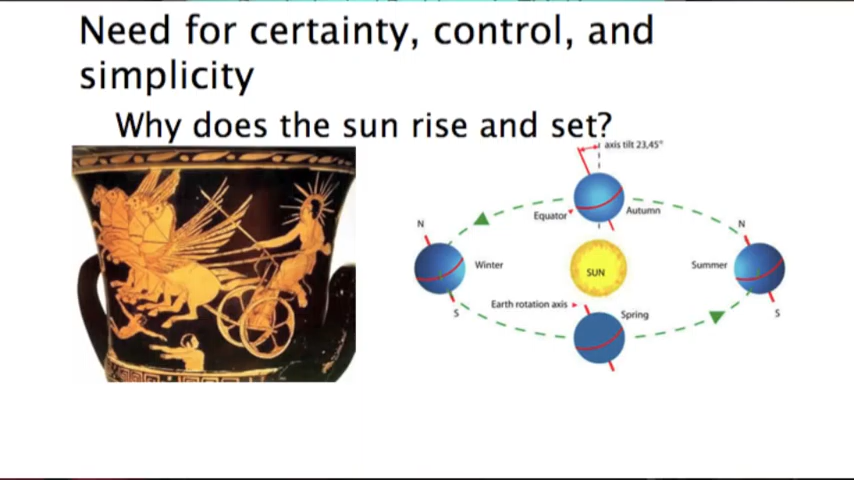 Need for certainty, control, and
simplicity
Why does the sun rise and set?
axis tilt 23,45°
Equator
Autumn
N
N
Winter
SUN
Summer
Earth rotation axis
S
Spring
S